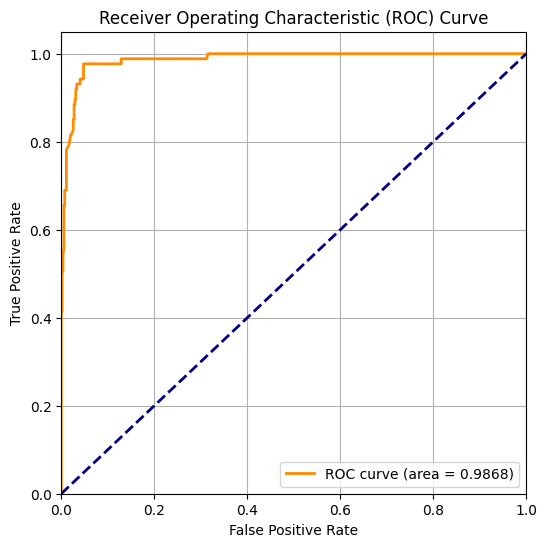 Receiver Operating Characteristic (ROC) Curve
True Positive Rate
1.0
0.8
0.6
0.4
0.2
0.0
ROC curve (area = 0.9868)
0.0 0.2 0.4 0.6 0.8 1.0
False Positive Rate